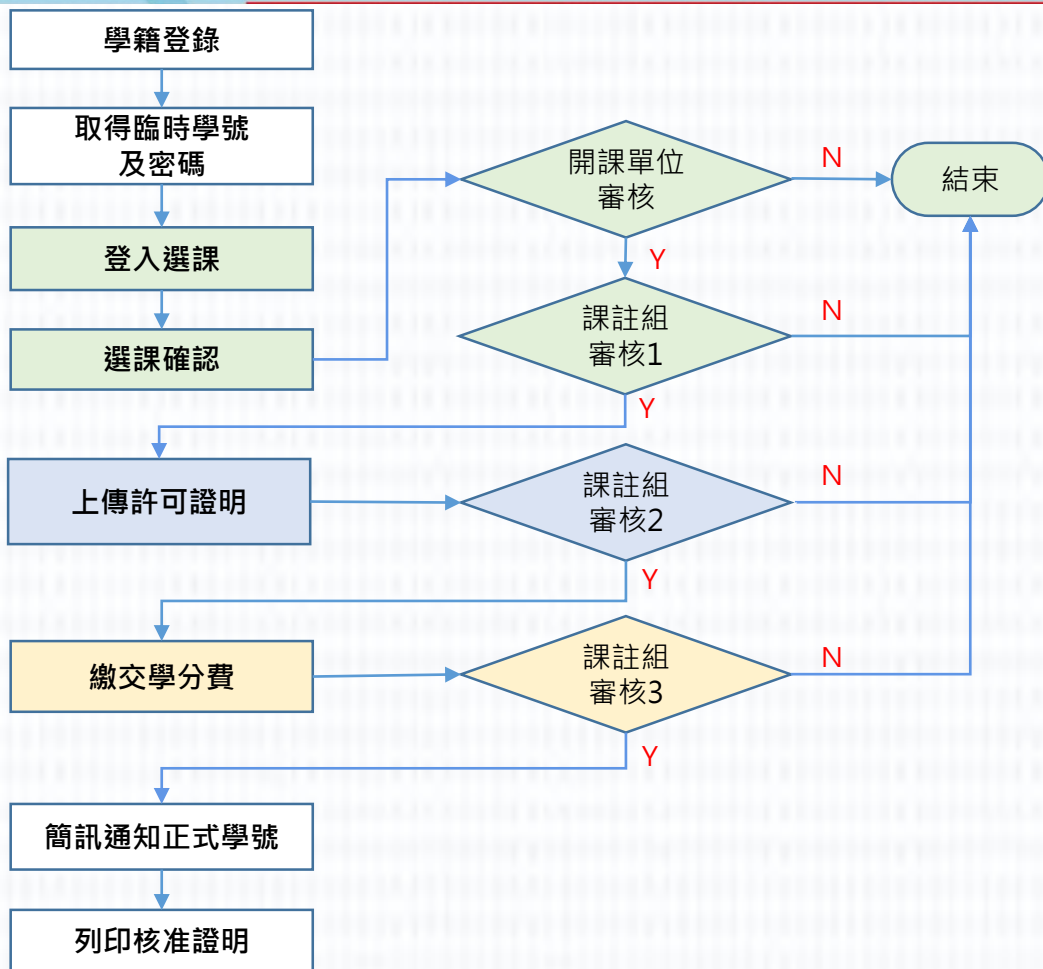 學籍登錄
取得臨時學號
及密碼
登入選課
選課確認
開課單位
審核
N
結束
Y
課註組
審核1
N
Y
上傳許可證明
課註組
審核2
N
Y
繳交學分費
課註組
審核3
N
Y
簡訊通知正式學號
列印核准證明